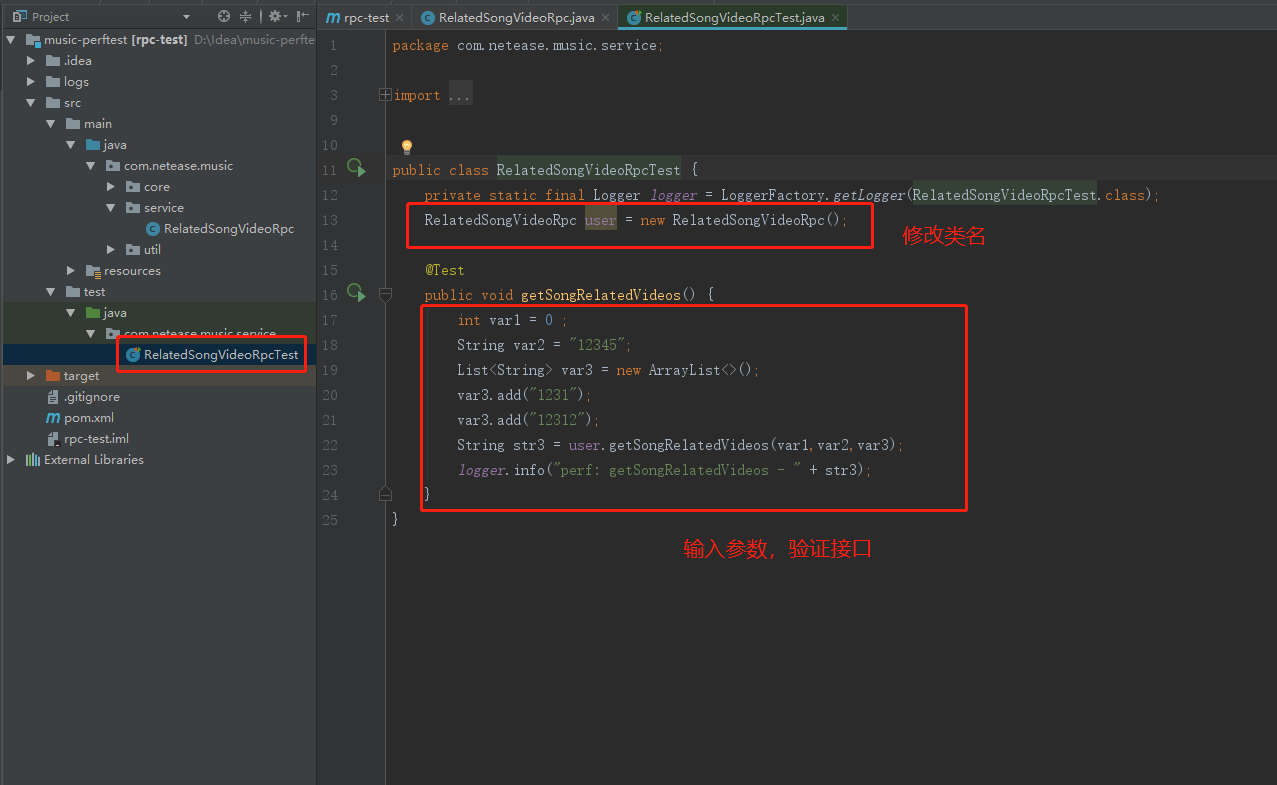 Project
rpc-test
RelatedSongVideoRpc.java
RelatedSongVideoRpcTest.java
music-perftest [rpc-test] D:\Idea\music-perfte
.idea
logs
src
main
java
com.netease.music
core
service
RelatedSongVideoRpc
util
resources
test
java
com.netease.music.service
RelatedSongVideoRpcTest
target
.gitignore
pom.xml
rpc-test.iml
External Libraries
1 package com.netease.music.service;
2
3 import ...
9
10
11 public class RelatedSongVideoRpcTest {
12 private static final Logger logger = LoggerFactory.getLogger(RelatedSongVideoRpcTest.class);
13 RelatedSongVideoRpc user = new RelatedSongVideoRpc();
修改类名
14
15 @Test
16 public void getSongRelatedVideos() {
17 int var1 = 0 ;
18 String var2 = "12345";
19 List<String> var3 = new ArrayList<>();
20 var3.add("1231");
21 var3.add("12312");
22 String str3 = user.getSongRelatedVideos(var1,var2,var3);
23 logger.info("perf: getSongRelatedVideos - " + str3);
24 }
25 }
输入参数，验证接口